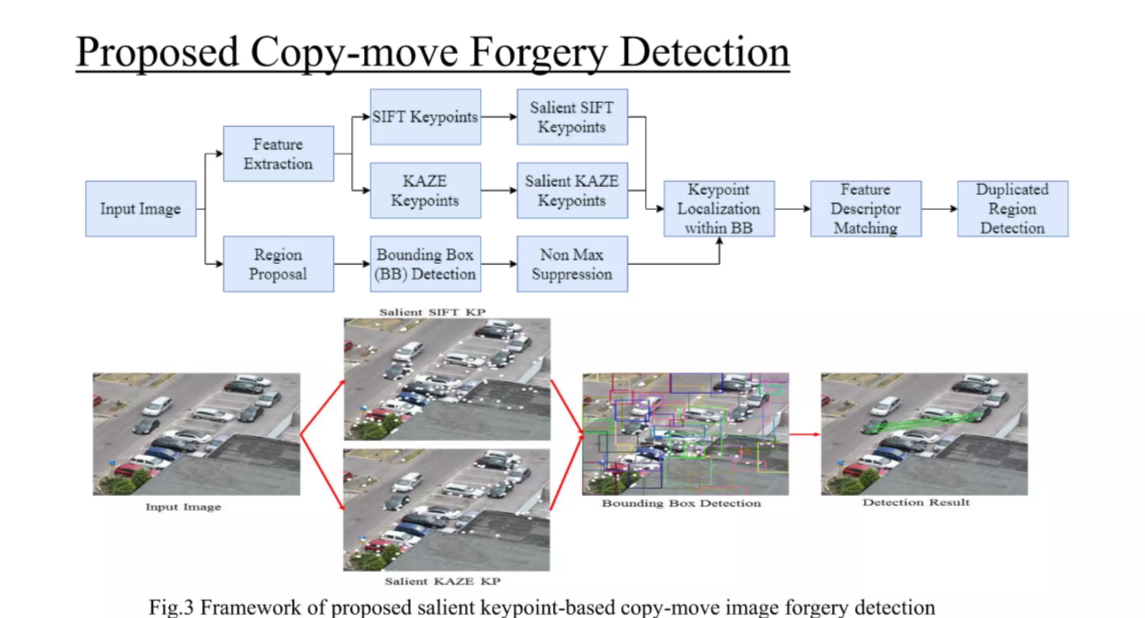 Proposed Copy-move Forgery Detection
Input Image
Feature
Extraction
SIFT Keypoints
Salient SIFT
Keypoints
KAZE
Keypoints
Salient KAZE
Keypoints
Region
Proposal
Bounding Box
(BB) Detection
Non Max
Suppression
Keypoint
Localization
within BB
Feature
Descriptor
Matching
Duplicated
Region
Detection
Salient SIFT KP
Input Image
Salient KAZE KP
Bounding Box Detection
Detection Result
Fig.3 Framework of proposed salient keypoint-based copy-move image forgery detection